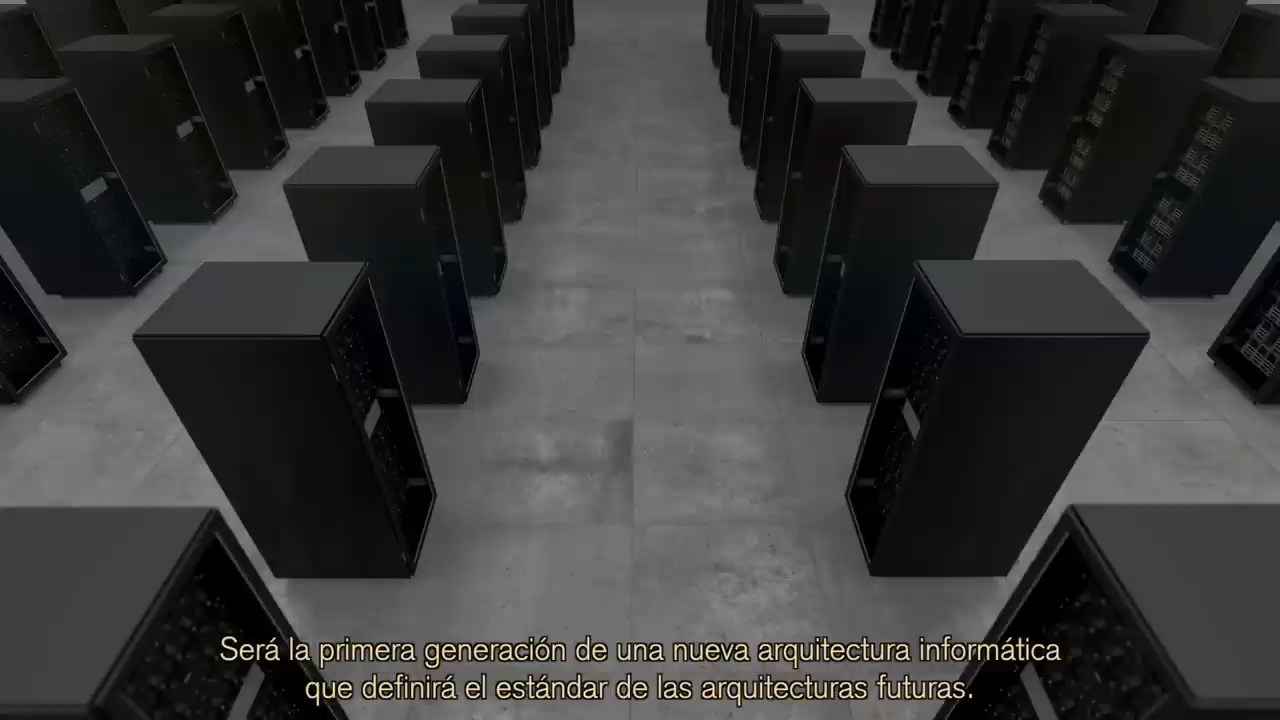 Será la primera generación de una nueva arquitectura informática
que definirá el estándar de las arquitecturas futuras.